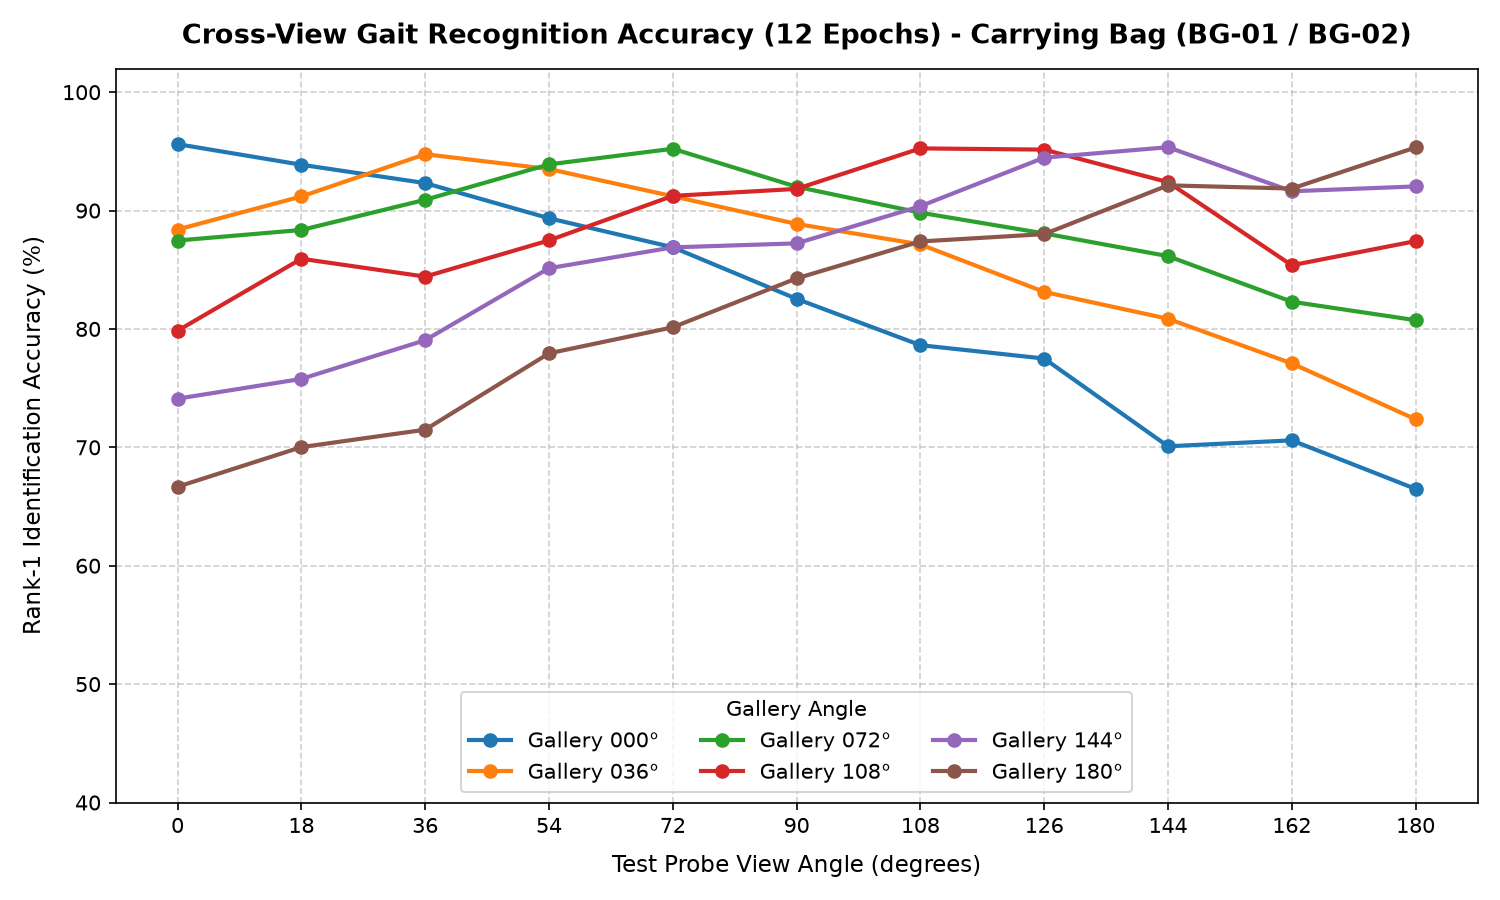 Cross-View Gait Recognition Accuracy (12 Epochs) - Carrying Bag (BG-01 / BG-02)
Rank-1 Identification Accuracy (%)
100
90
80
70
60
50
40
Gallery Angle
Gallery 000°
Gallery 036°
Gallery 072°
Gallery 108°
Gallery 144°
Gallery 180°
0 18 36 54 72 90 108 126 144 162 180
Test Probe View Angle (degrees)